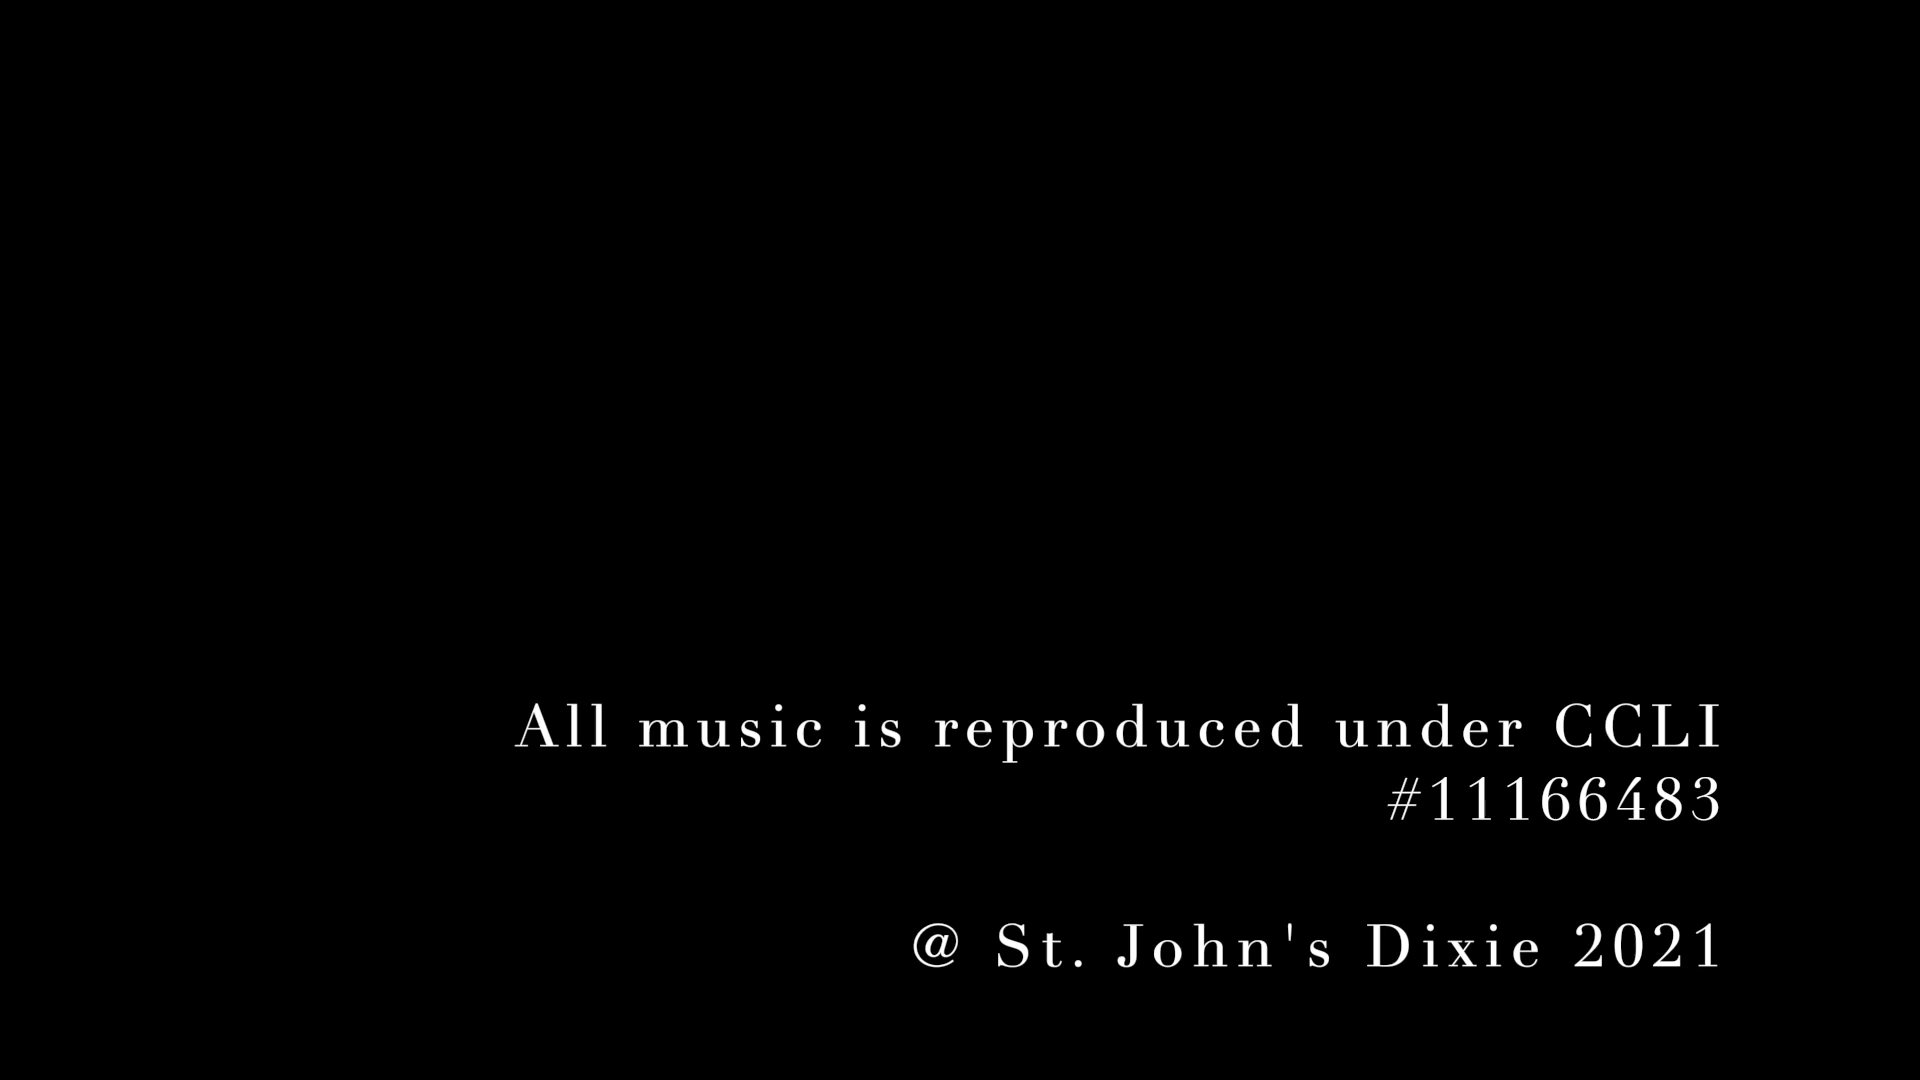 All music is reproduced under CCLI
#11166483
@ St. John's Dixie 2021